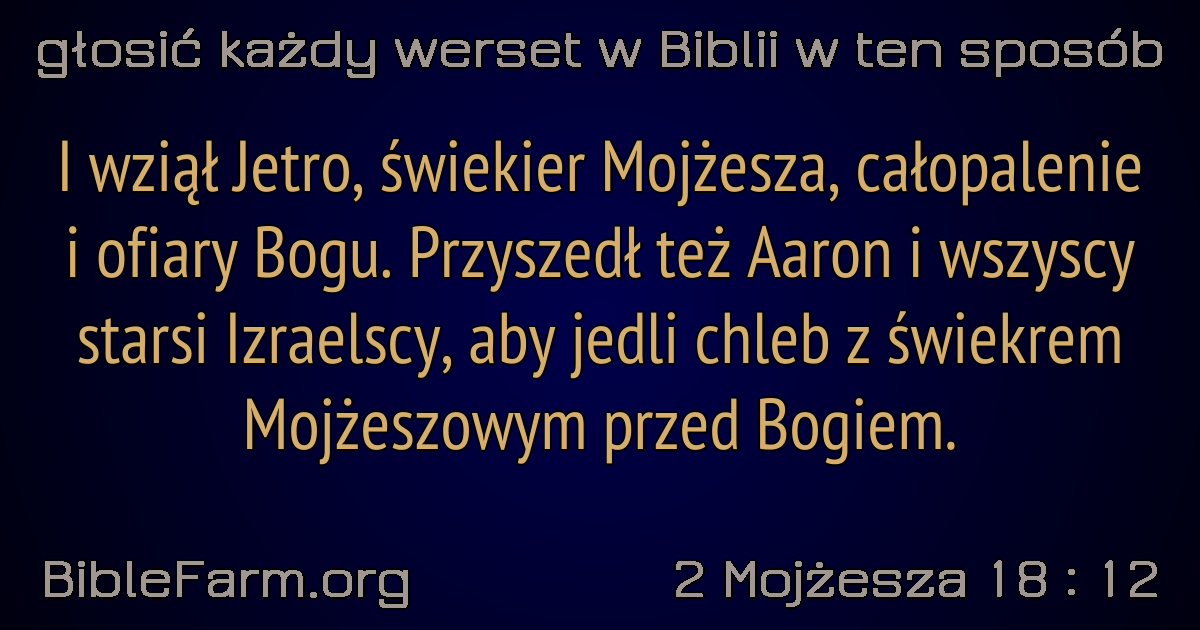 głosić każdy werset w Biblii w ten sposób
I wziął Jetro, świekier Mojżesza, całopalenie
i ofiary Bogu. Przyszedł też Aaron i wszyscy
starsi Izraelscy, aby jedli chleb z świekrem
Mojżeszowym przed Bogiem.
BibleFarm.org
2 Mojżesza 18 : 12